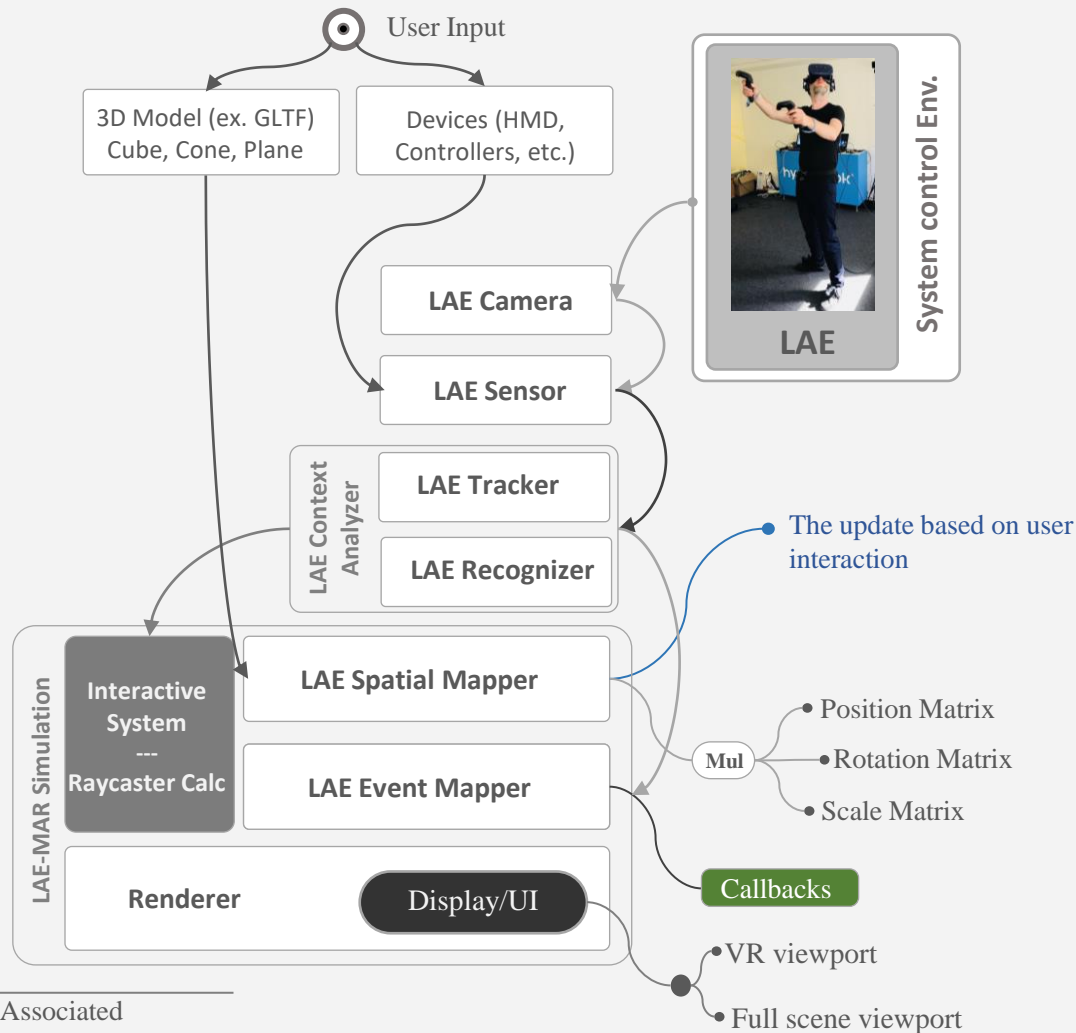 User Input
3D Model (ex. GLTF)
Cube, Cone, Plane
Devices (HMD,
Controllers, etc.)
System control Env.
LAE
LAE Camera
LAE Sensor
LAE Context
Analyzer
LAE Tracker
LAE Recognizer
The update based on user
interaction
LAE-MAR Simulation
Interactive
System
---
Raycaster Calc
LAE Spatial Mapper
LAE Event Mapper
Mul
Position Matrix
Rotation Matrix
Scale Matrix
Renderer
Display/UI
Callbacks
VR viewport
Full scene viewport
Associated